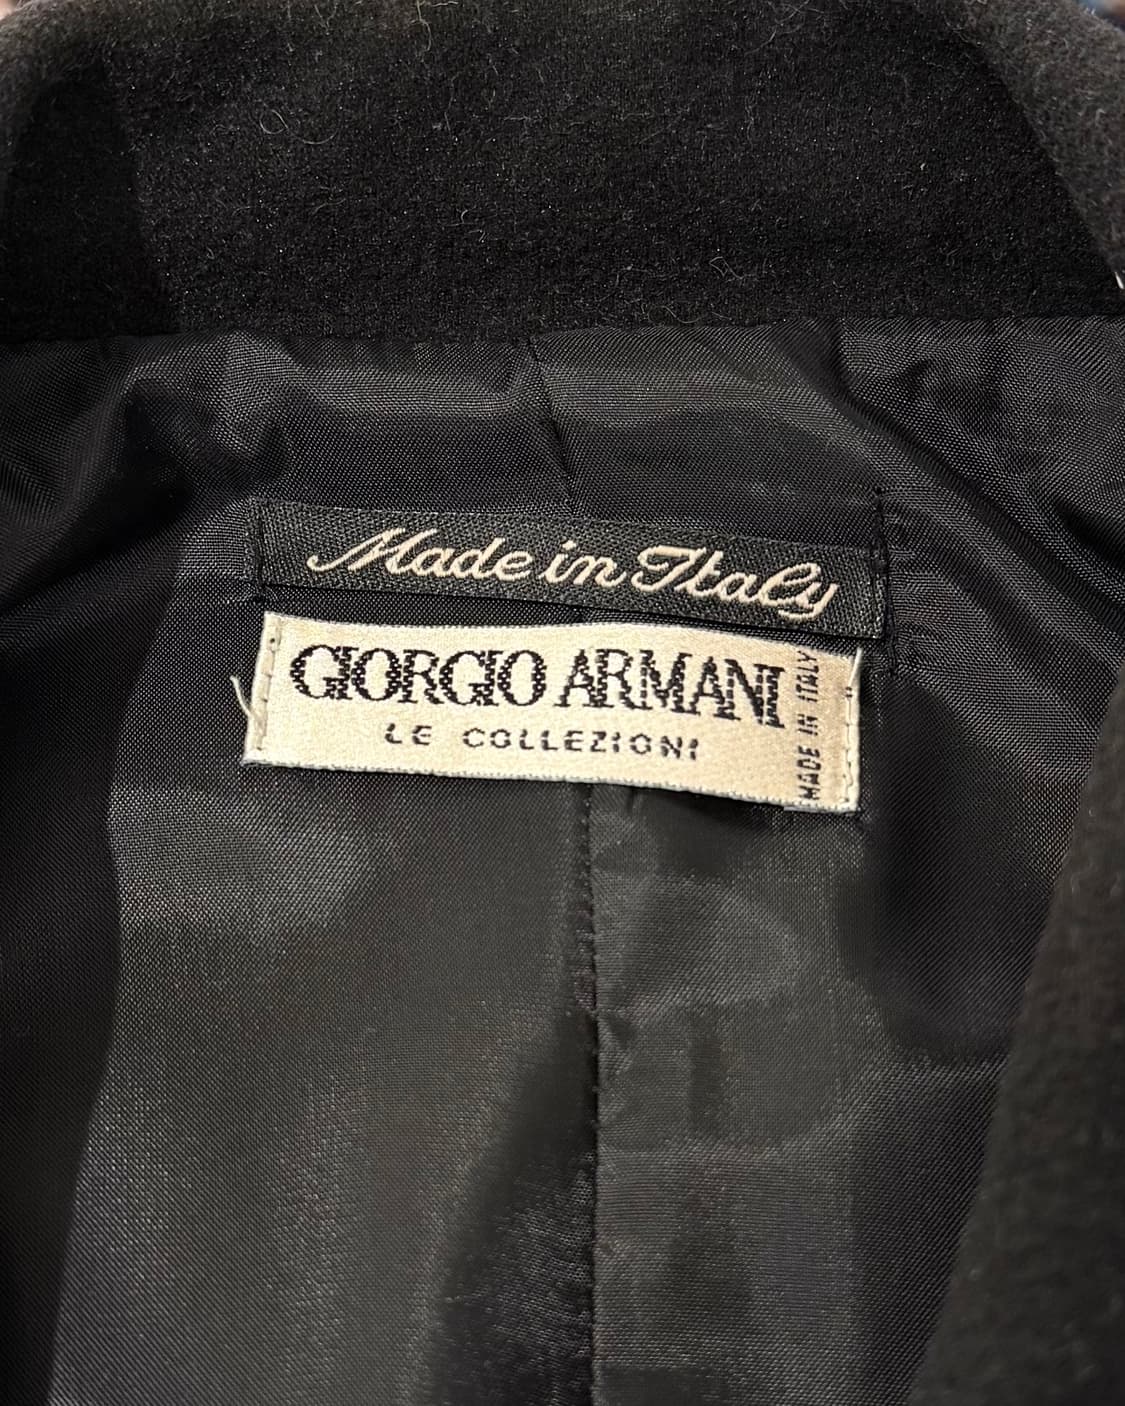 Made in Italy
GIORGIO ARMANI
LE COLLEZIONI
MADE IN ITALY